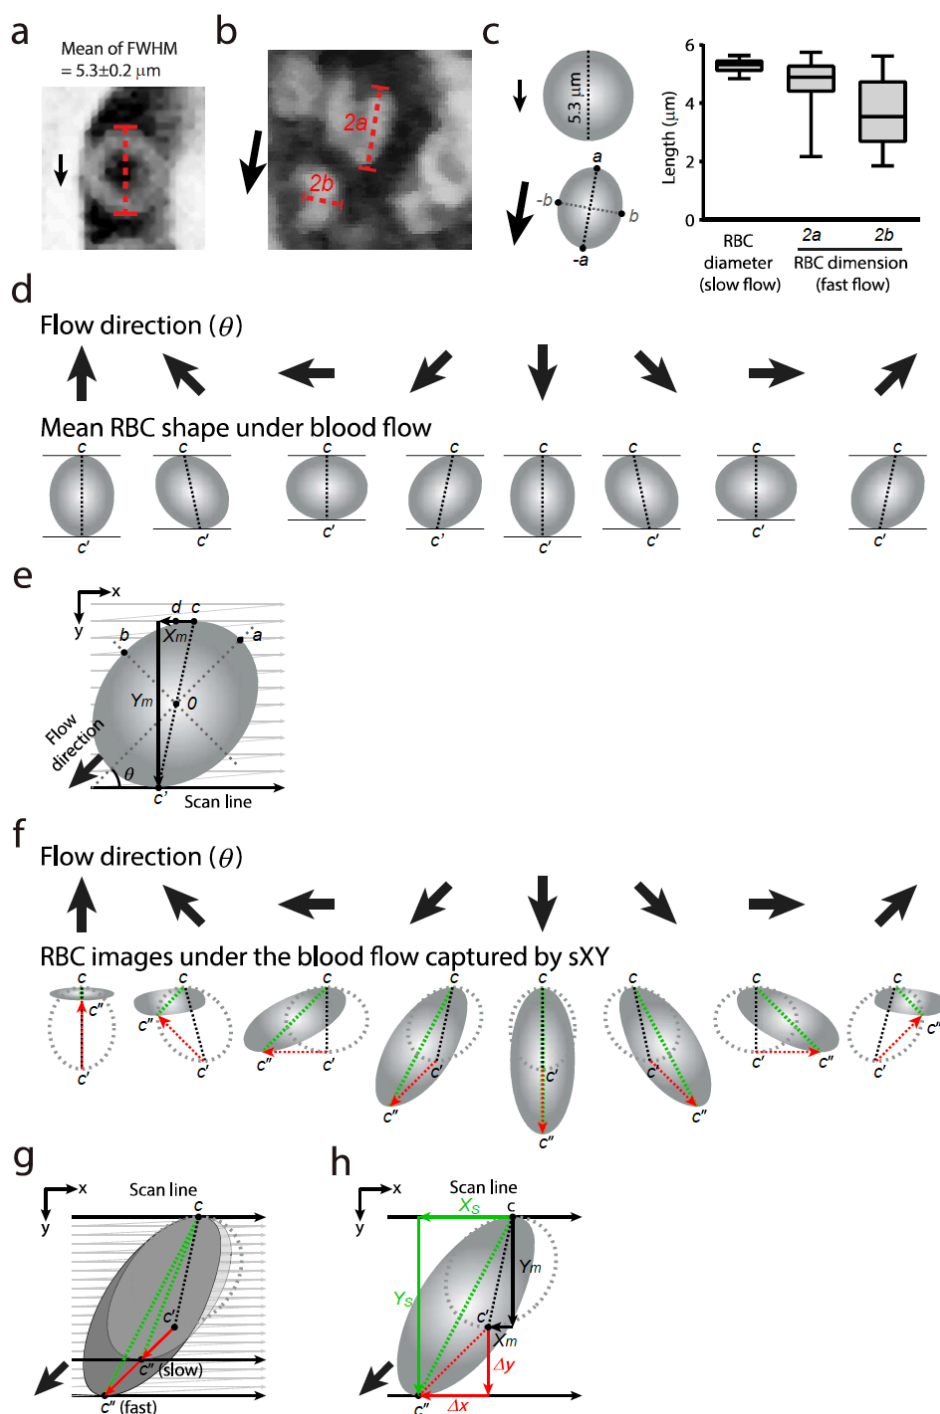 a
Mean of FWHM
= 5.3±0.2 μm
b
2a
2b
c
5.3 μm
a
-b
b
-a
6
4
2
0
Length (μm)
RBC
diameter
(slow flow)
2a
2b
RBC dimension
(fast flow)
d
Flow direction (θ)
Mean RBC shape under blood flow
c c c c c c c c
c' c' c' c' c' c' c' c'
e
x
y
d c
b
Xm
a
Ym
0
Flow
direction
θ
c'
Scan line
f
Flow direction (θ)
RBC images under the blood flow captured by sXY
c c c c c c c c
c" c" c" c" c" c" c" c"
c' c' c' c' c' c' c' c'
g
x
y
Scan line
c
c'
c" (slow)
c" (fast)
h
x
y
Scan line
c
Xs
Ym
Ys
c'
Xm
Δy
c"
Δx